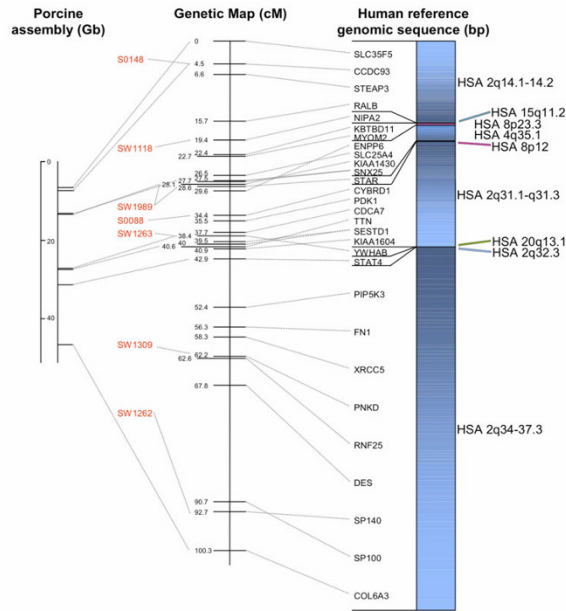 Porcine
assembly (Gb)
Genetic Map (cM)
Human reference
genomic sequence (bp)
0
20
40
S0148
SW1118
SW1989
S0088
SW1263
SW1309
SW1262
0
4.5
6.6
15.7
19.4
22.4
22.7
26.5
27.5
27.7
28.1
28.6
29.6
34.4
35.5
37.7
38.4
39.5
40
40.6
40.9
42.9
52.4
56.3
58.3
62.2
62.6
67.8
90.7
92.7
100.3
SLC35F5
CCDC93
STEAP3
RALB
NIPA2
KBTBD11
MYOM2
ENPP6
SLC25A4
KIAA1430
SNX25
STAR
CYBRD1
PDK1
CDCA7
TTN
SESTD1
KIAA1604
YWHAB
STAT4
PIP5K3
FN1
XRCC5
PNKD
RNF25
DES
SP140
SP100
COL6A3
HSA 2q14.1-14.2
HSA 15q11.2
HSA 8p23.3
HSA 4q35.1
HSA 8p12
HSA 2q31.1-q31.3
HSA 20q13.1
HSA 2q32.3
HSA 2q34-37.3